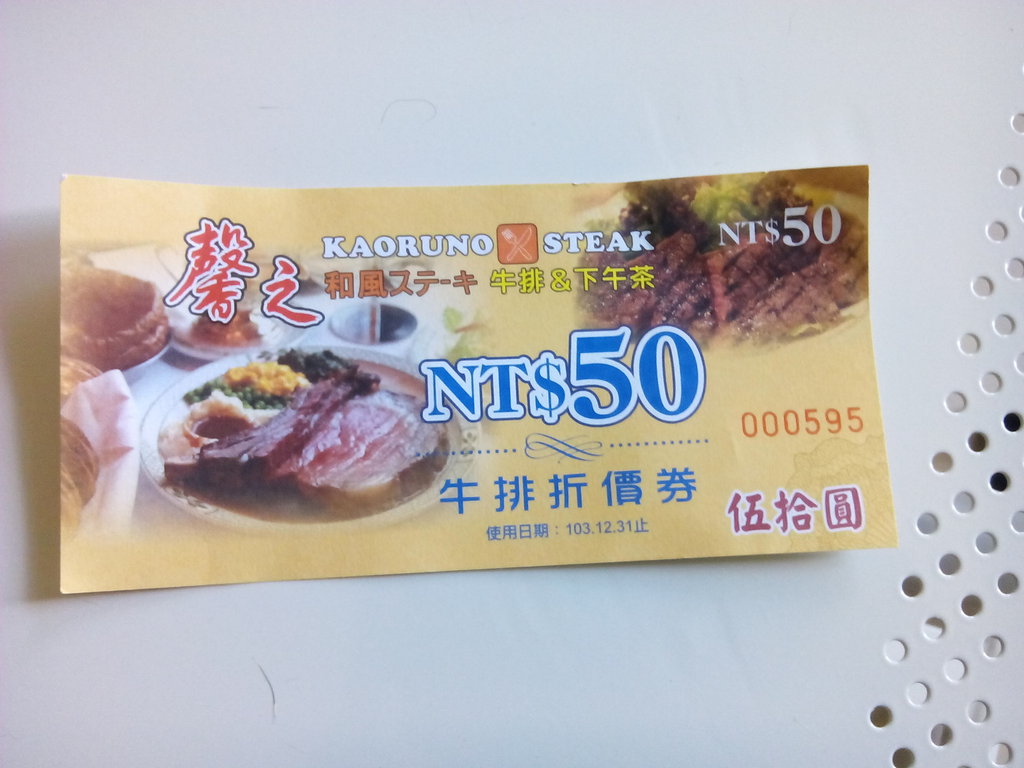 馨之
KAORUNO STEAK
和風ステーキ 牛排&下午茶
NT$50
NT$50
000595
牛排折價券
使用日期：103.12.31止
伍拾圓